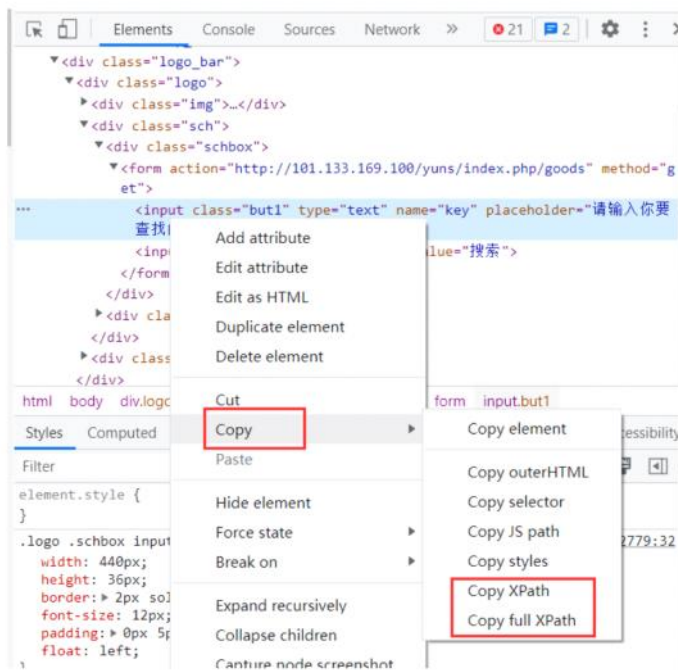 Elements Console Sources Network » 21 2
▼<div class="logo_bar">
▼<div class="logo">
▶<div class="img">…</div>
▼<div class="sch">
▼<div class="schbox">
▼<form action="http://101.133.169.100/yuns/index.php/goods" method="g
et">
<input class="but1" type="text" name="key" placeholder="请输入你要
查找
<inp lue="搜索">
</form
</div>
▶<div cla
</div>
▶<div class
</div>
Add attribute
Edit attribute
Edit as HTML
Duplicate element
Delete element
Cut
Copy
Paste
Hide element
Force state
Break on
Expand recursively
Collapse children
Capture node screenshot
Copy element
Copy outerHTML
Copy selector
Copy JS path
Copy styles
Copy XPath
Copy full XPath
html body div.logo form input.but1
Styles Computed cessibility
Filter
element.style {
}
.logo .schbox input 2779:32
width: 440px;
height: 36px;
border:▶ 2px sol
font-size: 12px;
padding:▶ 0px 5p
float: left;
}